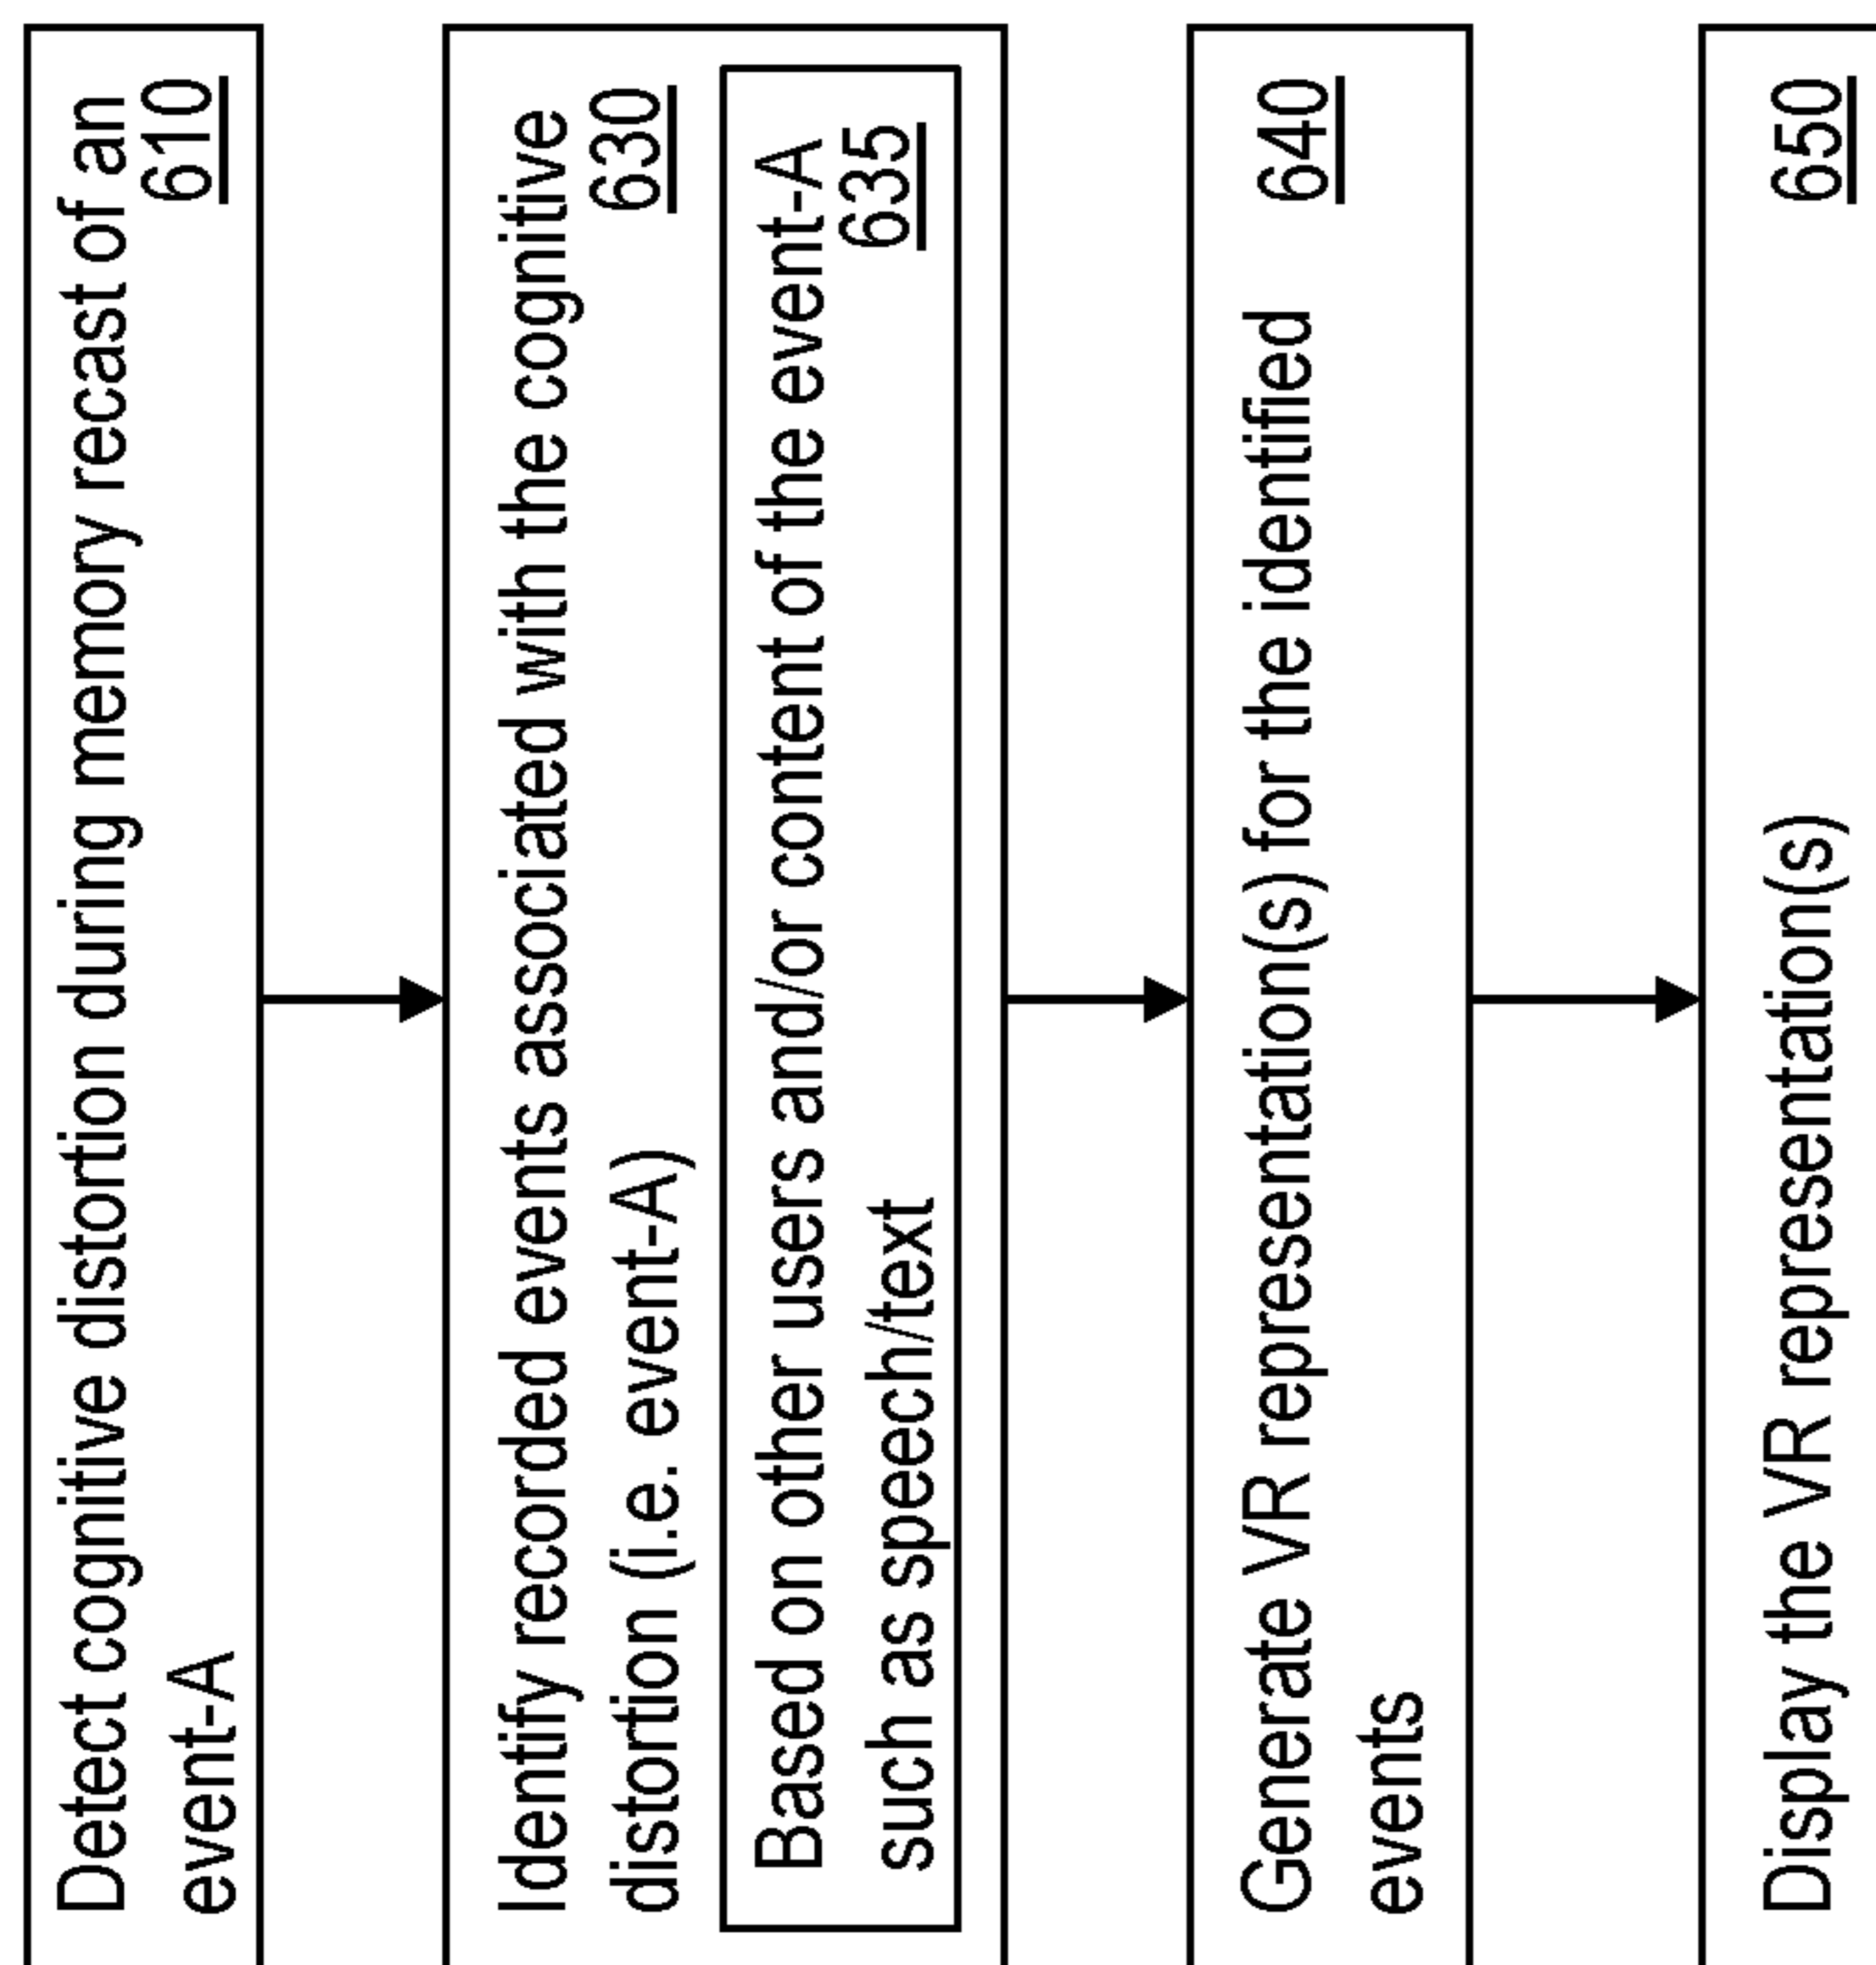 Detect cognitive distortion during memory recast of an
event-A 610
Identify recorded events associated with the cognitive
distortion (i.e. event-A) 630
Based on other users and/or content of the event-A
such as speech/text 635
Generate VR representation(s) for the identified
events 640
Display the VR representation(s)
650